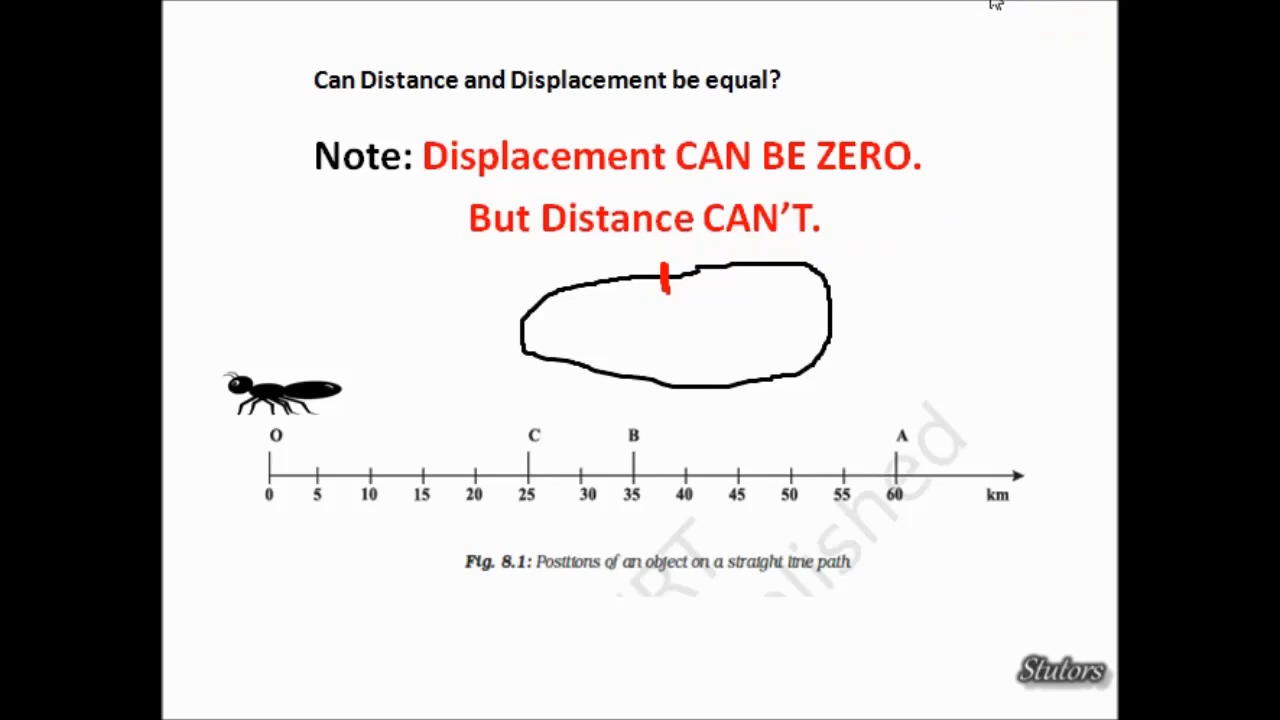 Can Distance and Displacement be equal?
Note: Displacement CAN BE ZERO.
But Distance CAN'T.
O C B A
0 5 10 15 20 25 30 35 40 45 50 55 60 km
Fig. 8.1: Positions of an object on a straight line path
Stutors